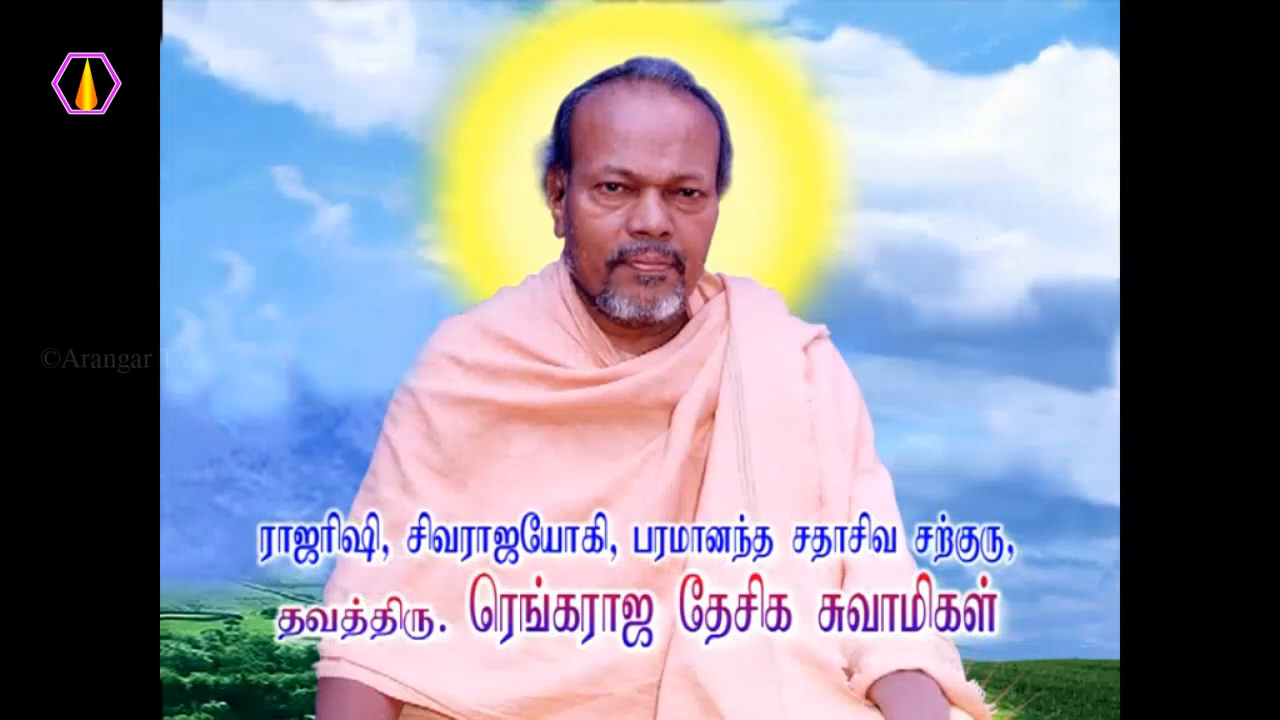 ©Arangar T
ராஜரிஷி, சிவராஜயோகி, பரமானந்த சதாசிவ சற்குரு,
தவத்திரு. ரெங்கராஜ தேசிக சுவாமிகள்